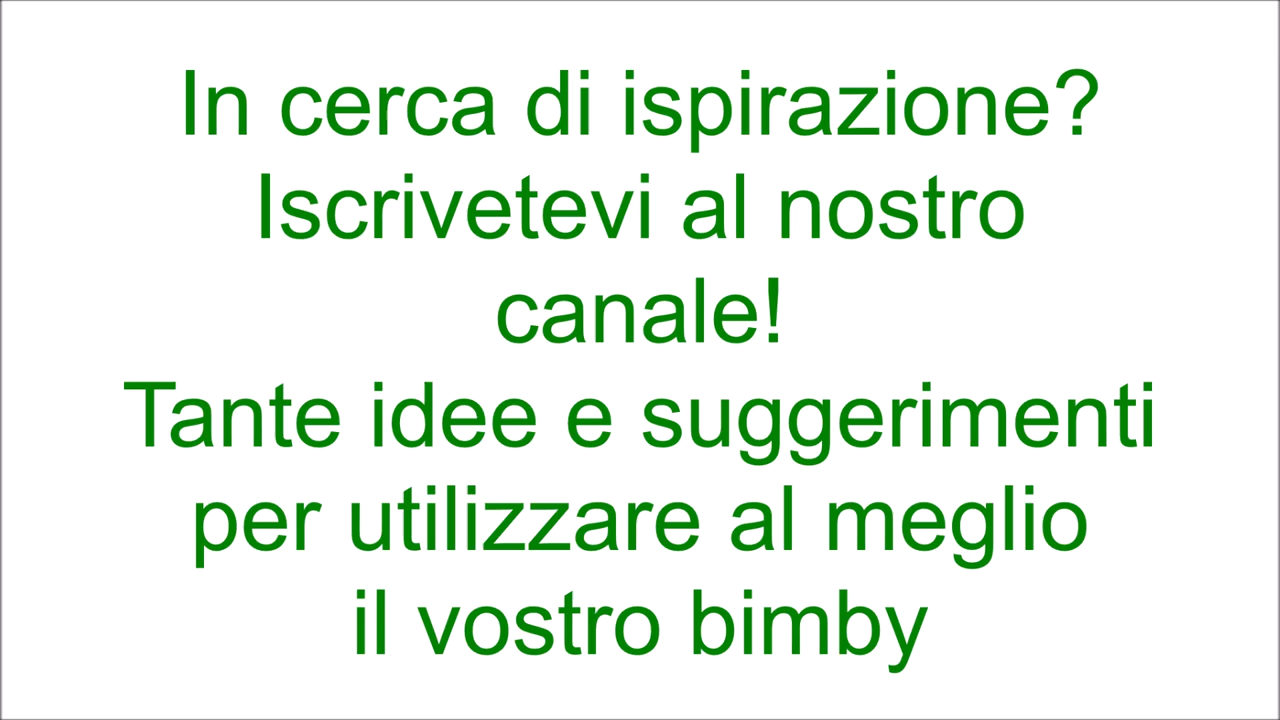 In cerca di ispirazione?
Iscrivetevi al nostro
canale!
Tante idee e suggerimenti
per utilizzare al meglio
il vostro bimby